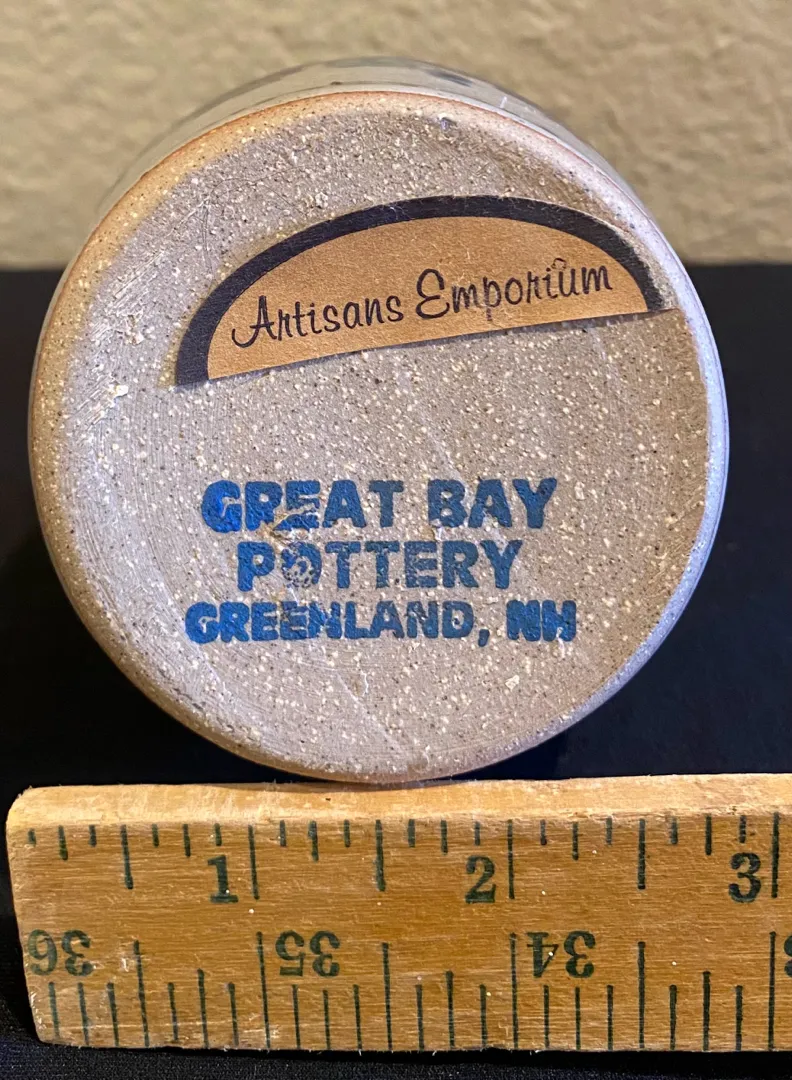 Artisans Emporium
GREAT BAY
POTTERY
GREENLAND, NH
1 2 3
36 35 34